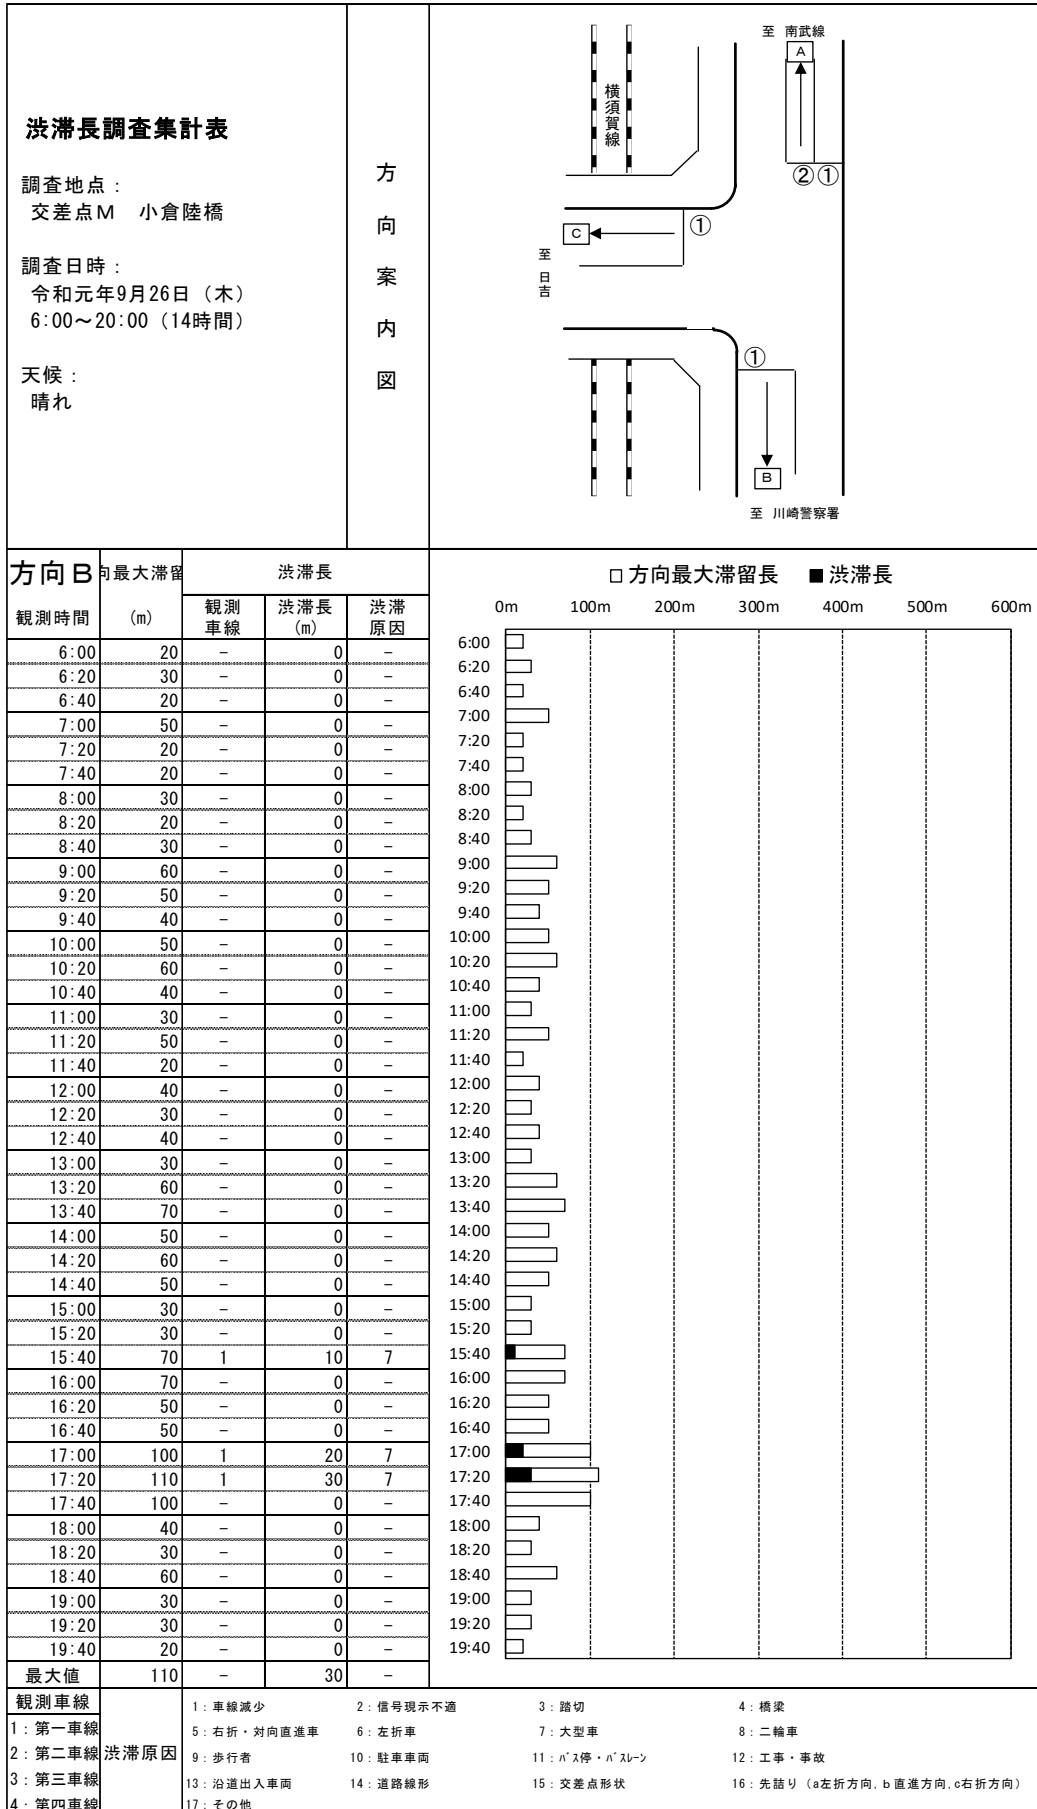 渋滞長調査集計表
調査地点：
交差点M　小倉陸橋
調査日時：
令和元年9月26日（木）
6:00～20:00（14時間）
天候：
晴れ
方向案内図
至 南武線
A
横須賀線
②①
①
C
至 日吉
①
B
至 川崎警察署
方向B 向最大滞留 渋滞長
観測時間 (m) 観測車線 渋滞長(m) 渋滞原因
6:00 20 － 0 －
6:20 30 － 0 －
6:40 20 － 0 －
7:00 50 － 0 －
7:20 20 － 0 －
7:40 20 － 0 －
8:00 30 － 0 －
8:20 20 － 0 －
8:40 30 － 0 －
9:00 60 － 0 －
9:20 50 － 0 －
9:40 40 － 0 －
10:00 50 － 0 －
10:20 60 － 0 －
10:40 40 － 0 －
11:00 30 － 0 －
11:20 50 － 0 －
11:40 20 － 0 －
12:00 40 － 0 －
12:20 30 － 0 －
12:40 40 － 0 －
13:00 30 － 0 －
13:20 60 － 0 －
13:40 70 － 0 －
14:00 50 － 0 －
14:20 60 － 0 －
14:40 50 － 0 －
15:00 30 － 0 －
15:20 30 － 0 －
15:40 70 1 10 7
16:00 70 － 0 －
16:20 50 － 0 －
16:40 50 － 0 －
17:00 100 1 20 7
17:20 110 1 30 7
17:40 100 － 0 －
18:00 40 － 0 －
18:20 30 － 0 －
18:40 60 － 0 －
19:00 30 － 0 －
19:20 30 － 0 －
19:40 20 － 0 －
最大値 110 － 30 －
□方向最大滞留長 ■渋滞長
0m 100m 200m 300m 400m 500m 600m
6:00
6:20
6:40
7:00
7:20
7:40
8:00
8:20
8:40
9:00
9:20
9:40
10:00
10:20
10:40
11:00
11:20
11:40
12:00
12:20
12:40
13:00
13:20
13:40
14:00
14:20
14:40
15:00
15:20
15:40
16:00
16:20
16:40
17:00
17:20
17:40
18:00
18:20
18:40
19:00
19:20
19:40
観測車線
1：第一車線
2：第二車線
3：第三車線
4：第四車線
渋滞原因
1：車線減少 2：信号現示不適 3：踏切 4：橋梁
5：右折・対向直進車 6：左折車 7：大型車 8：二輪車
9：歩行者 10：駐車車両 11：ﾊﾞｽ停・ﾊﾞｽﾚｰﾝ 12：工事・事故
13：沿道出入車両 14：道路線形 15：交差点形状 16：先詰り（a左折方向，b直進方向，c右折方向）
17：その他